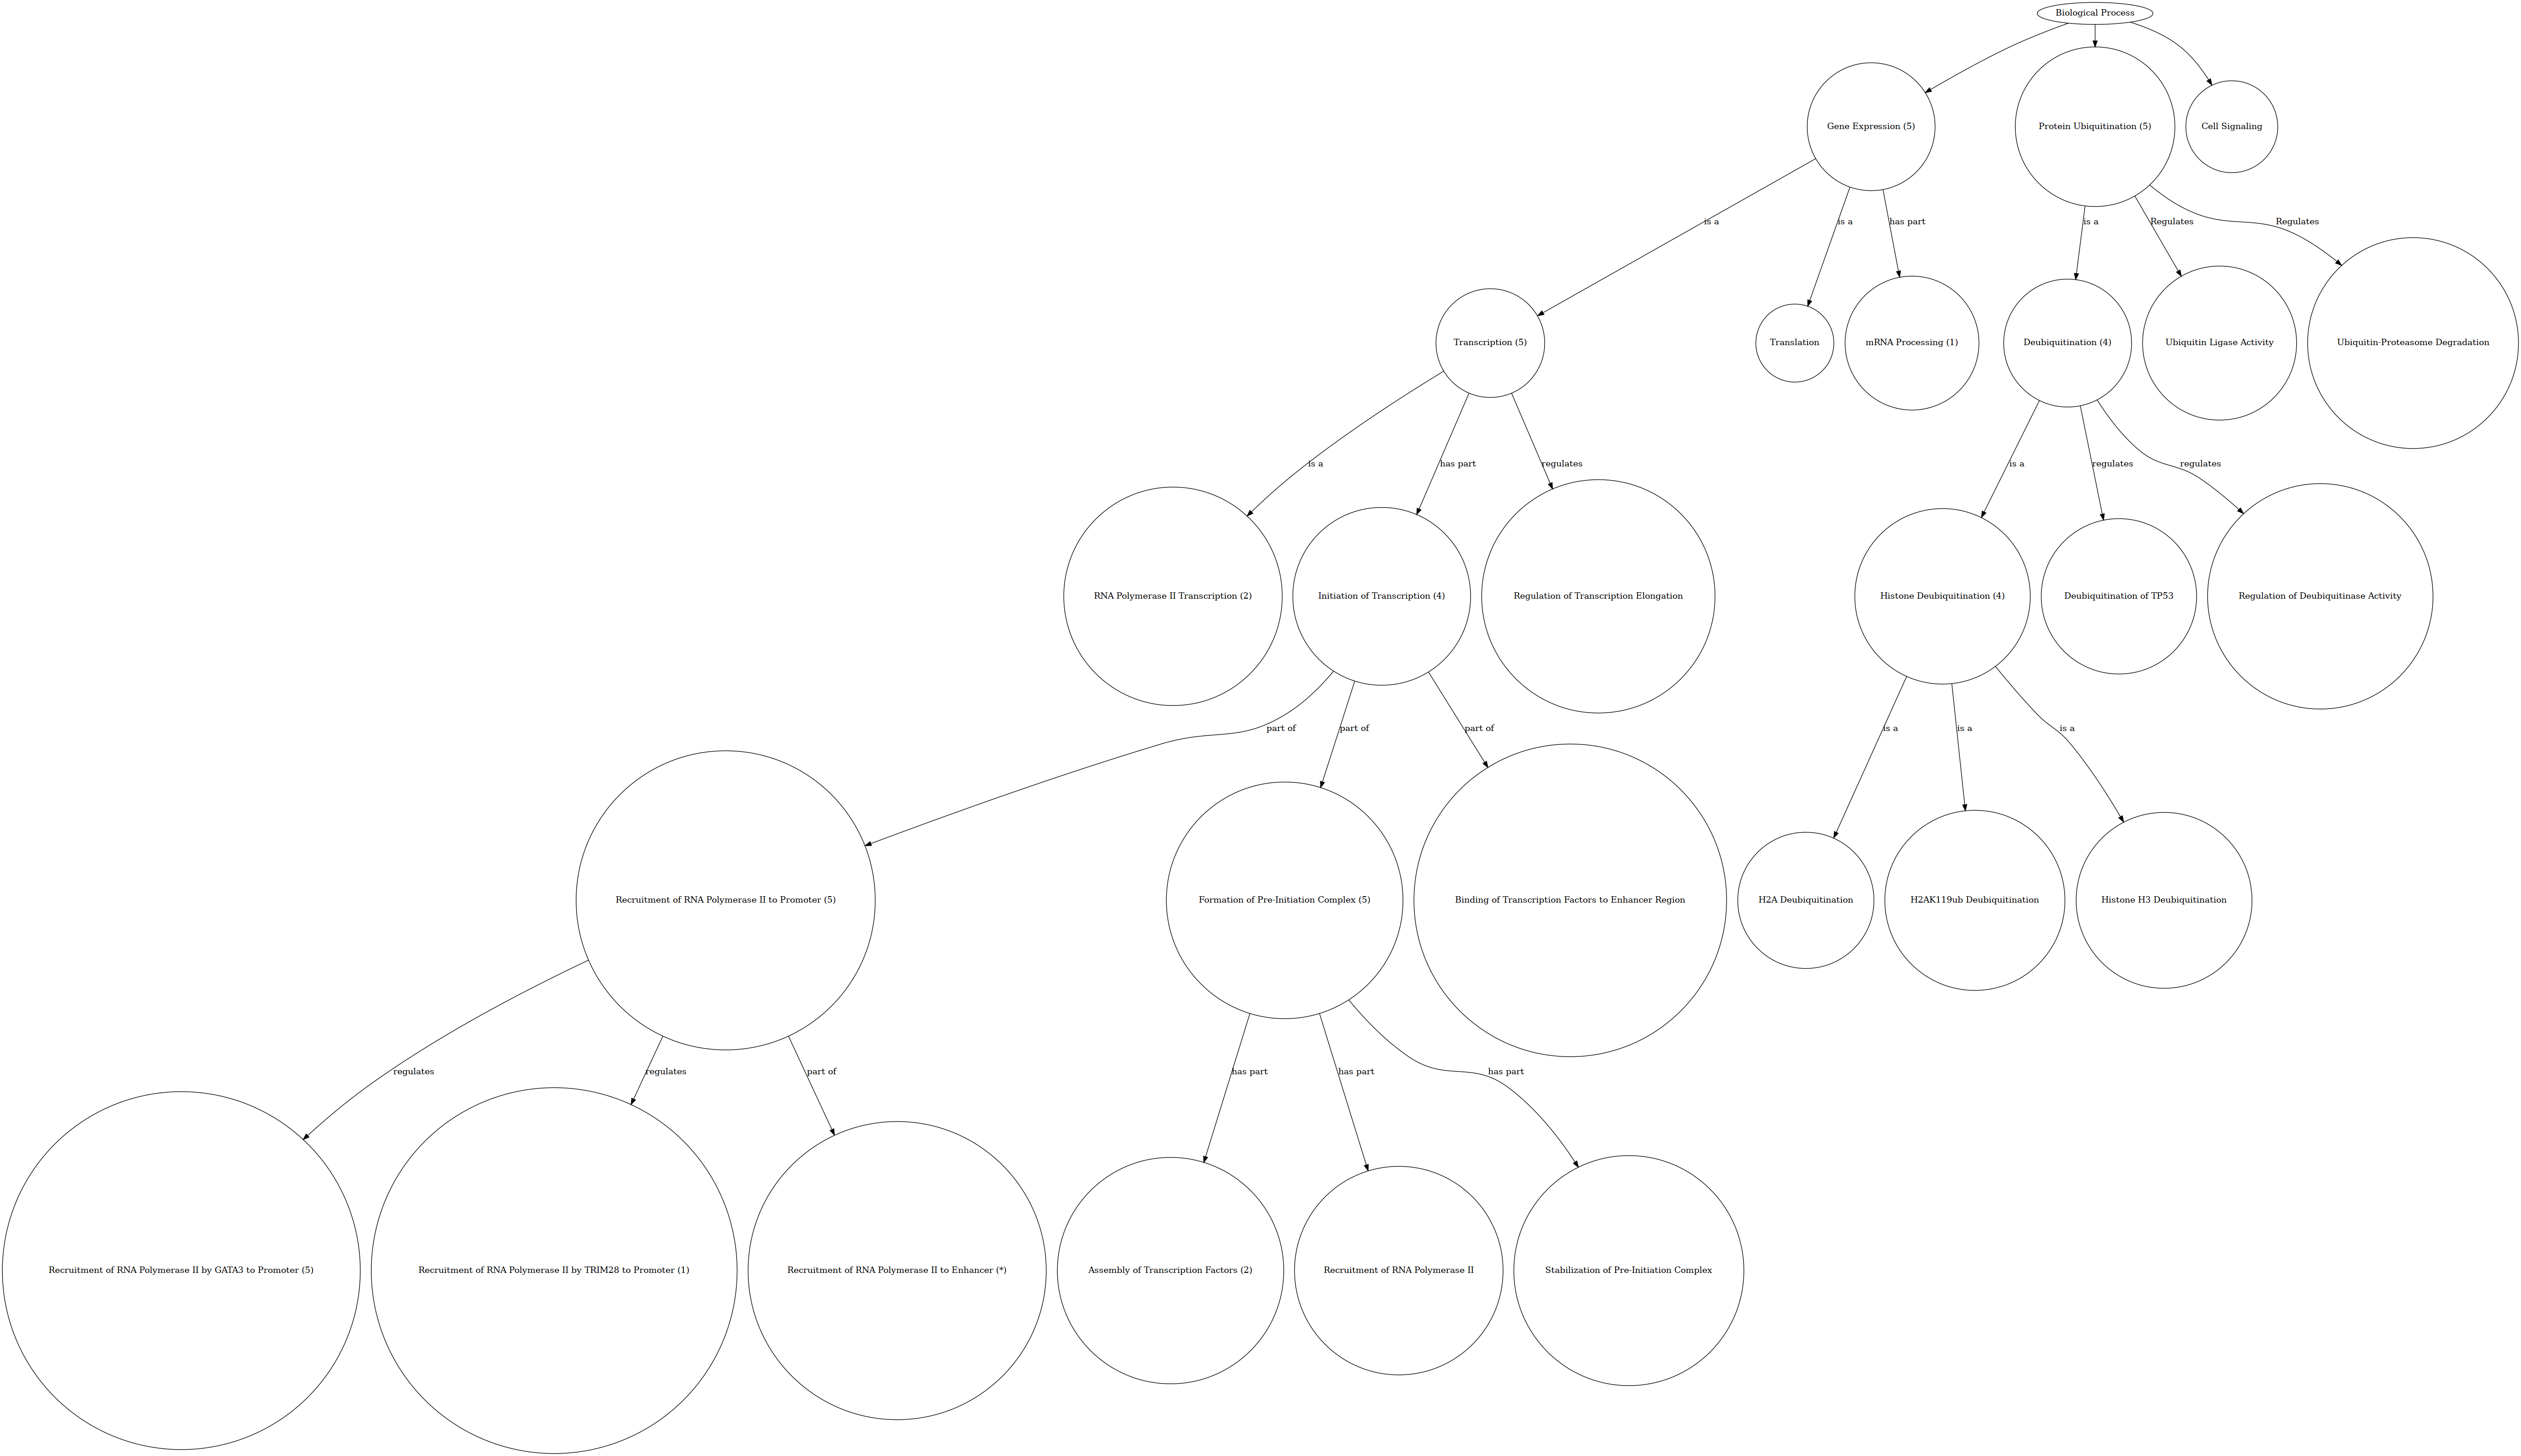 Biological Process
Gene Expression (5)
Protein Ubiquitination (5)
Cell Signaling
is a
is a
has part
is a
Regulates
Regulates
Transcription (5)
Translation
mRNA Processing (1)
Deubiquitination (4)
Ubiquitin Ligase Activity
Ubiquitin-Proteasome Degradation
is a
has part
regulates
is a
regulates
regulates
RNA Polymerase II Transcription (2)
Initiation of Transcription (4)
Regulation of Transcription Elongation
Histone Deubiquitination (4)
Deubiquitination of TP53
Regulation of Deubiquitinase Activity
part of
part of
part of
is a
is a
is a
Recruitment of RNA Polymerase II to Promoter (5)
Formation of Pre-Initiation Complex (5)
Binding of Transcription Factors to Enhancer Region
H2A Deubiquitination
H2AK119ub Deubiquitination
Histone H3 Deubiquitination
regulates
regulates
part of
has part
has part
has part
Recruitment of RNA Polymerase II by GATA3 to Promoter (5)
Recruitment of RNA Polymerase II by TRIM28 to Promoter (1)
Recruitment of RNA Polymerase II to Enhancer (*)
Assembly of Transcription Factors (2)
Recruitment of RNA Polymerase II
Stabilization of Pre-Initiation Complex